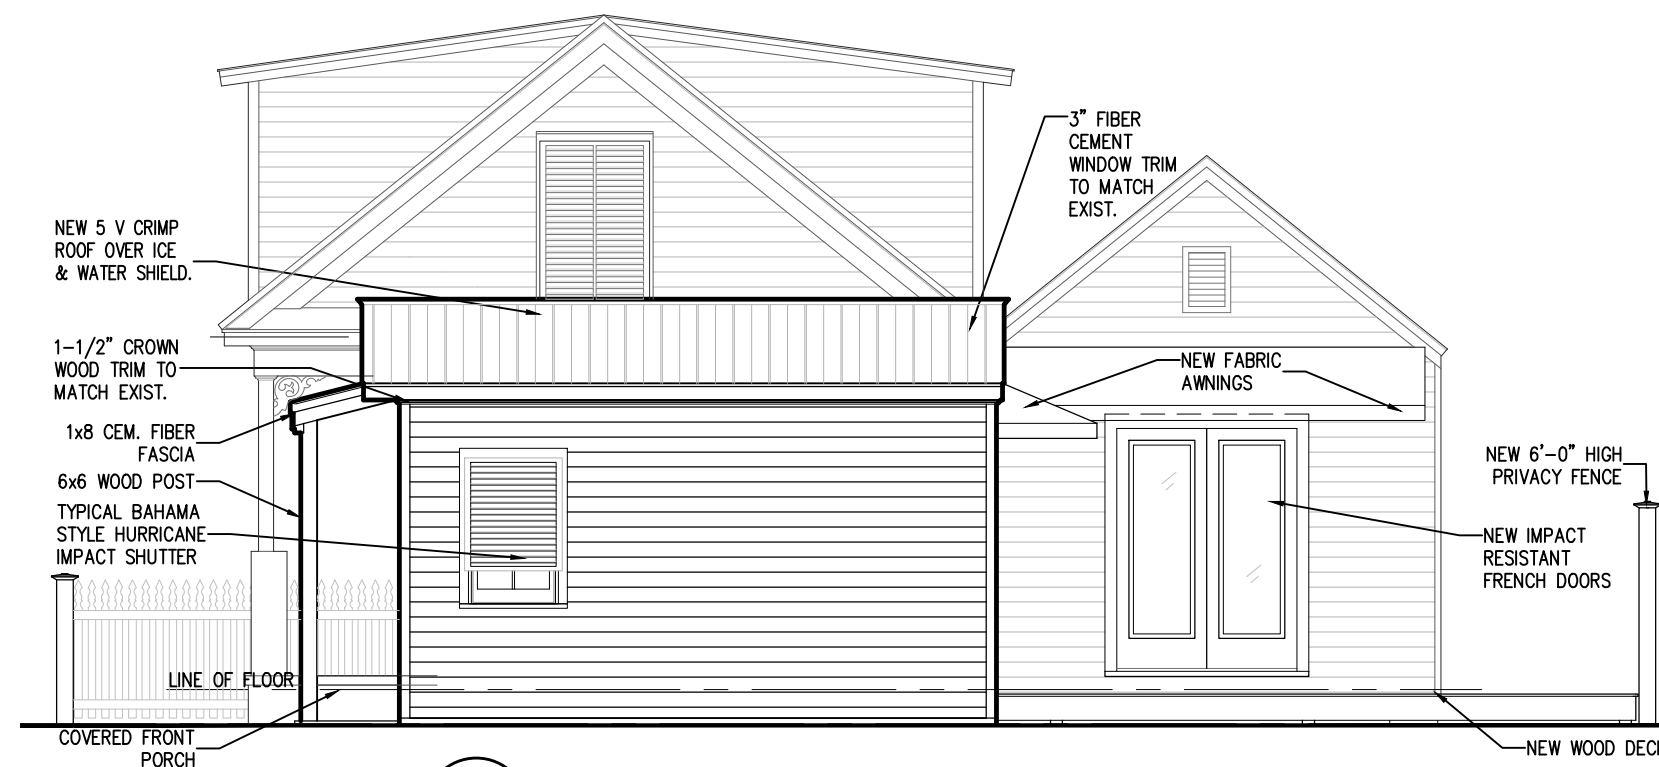 3" FIBER
CEMENT
WINDOW TRIM
TO MATCH
EXIST.
NEW 5 V CRIMP
ROOF OVER ICE
& WATER SHIELD.
1-1/2" CROWN
WOOD TRIM TO
MATCH EXIST.
NEW FABRIC
AWNINGS
1x8 CEM. FIBER
FASCIA
6x6 WOOD POST
TYPICAL BAHAMA
STYLE HURRICANE
IMPACT SHUTTER
NEW 6'-0" HIGH
PRIVACY FENCE
NEW IMPACT
RESISTANT
FRENCH DOORS
LINE OF FLOOR
COVERED FRONT
PORCH
NEW WOOD DEC